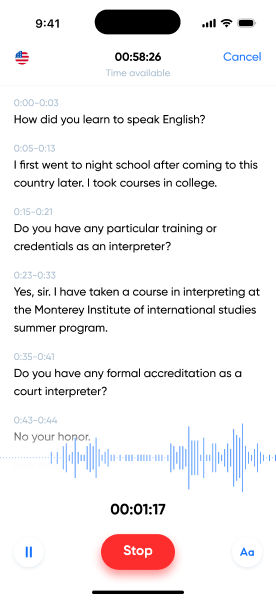 9:41
00:58:26
Cancel
Time available
0:00-0:03
How did you learn to speak English?
0:05-0:13
I first went to night school after coming to this
country later. I took courses in college.
0:15-0:21
Do you have any particular training or
credentials as an interpreter?
0:23-0:33
Yes, sir. I have taken a course in interpreting at
the Monterey Institute of international studies
summer program.
0:35-0:41
Do you have any formal accreditation as a
court interpreter?
0:43-0:44
No your honor.
00:01:17
Stop
Aa